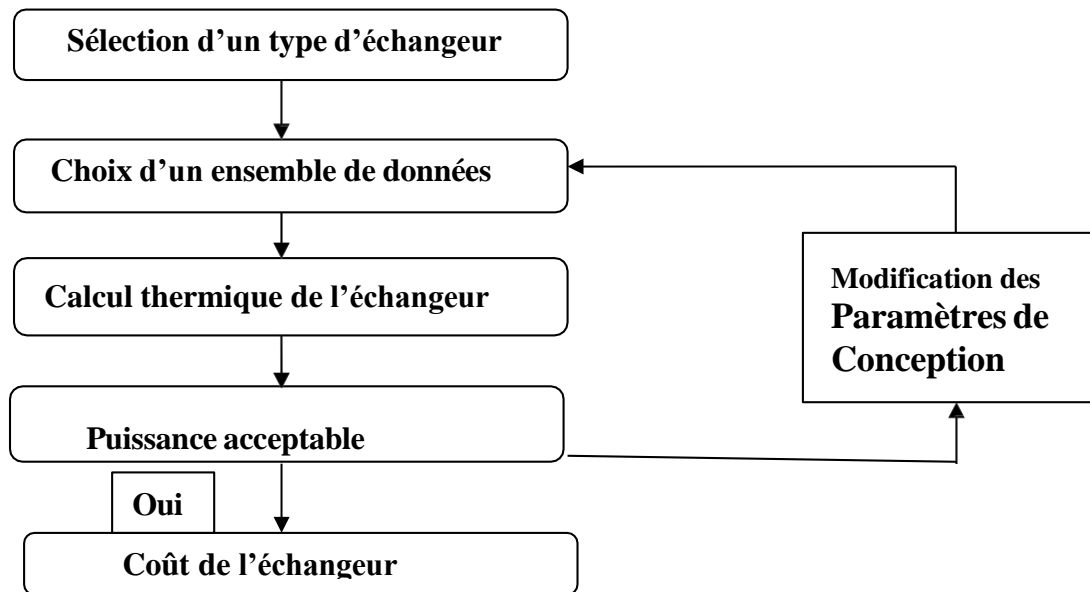 Sélection d’un type d’échangeur
Choix d’un ensemble de données
Calcul thermique de l’échangeur
Modification des
Paramètres de
Conception
Puissance acceptable
Oui
Coût de l’échangeur